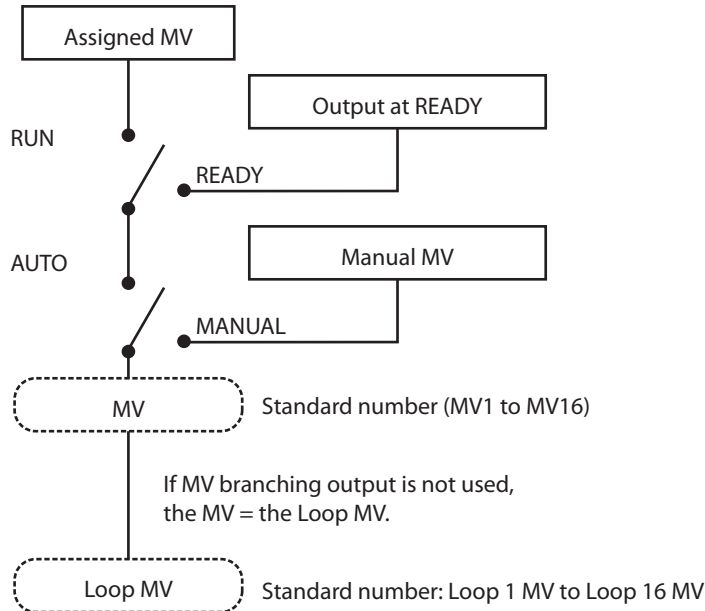 Assigned MV
Output at READY
RUN
READY
AUTO
Manual MV
MANUAL
MV
Standard number (MV1 to MV16)
If MV branching output is not used,
the MV = the Loop MV.
Loop MV
Standard number: Loop 1 MV to Loop 16 MV